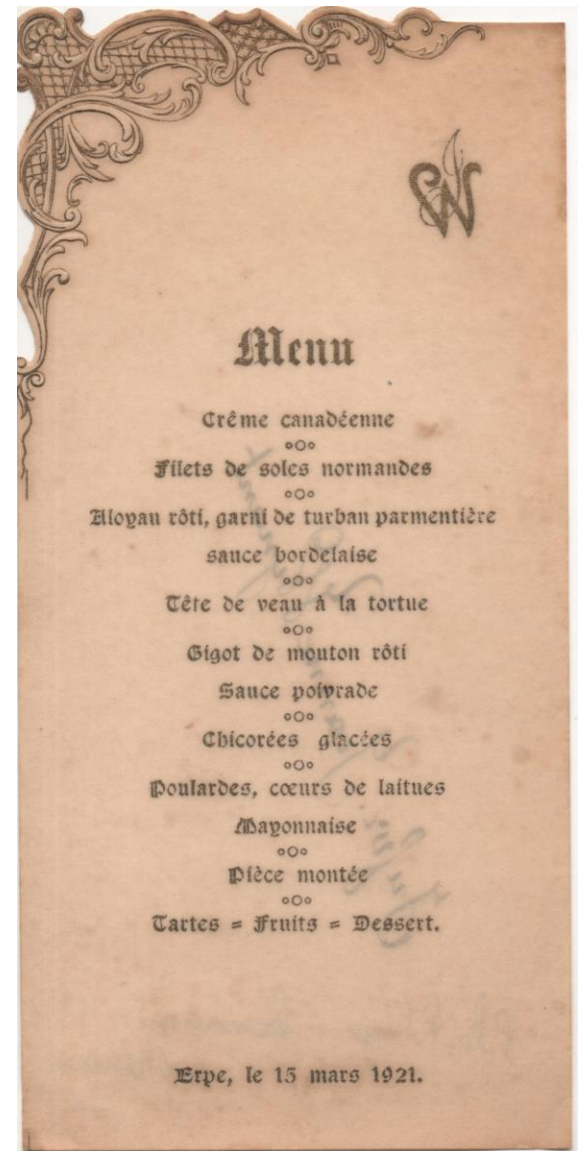 Menu
Crême canadéenne
Filets de soles normandes
Aloyau rôti, garni de turban parmentière
sauce bordelaise
Tête de veau à la tortue
Gigot de mouton rôti
Sauce poivrade
Chicorées glacées
Poulardes, cœurs de laitues
Mayonnaise
Pièce montée
Tartes = Fruits = Dessert.
Erpe, le 15 mars 1921.